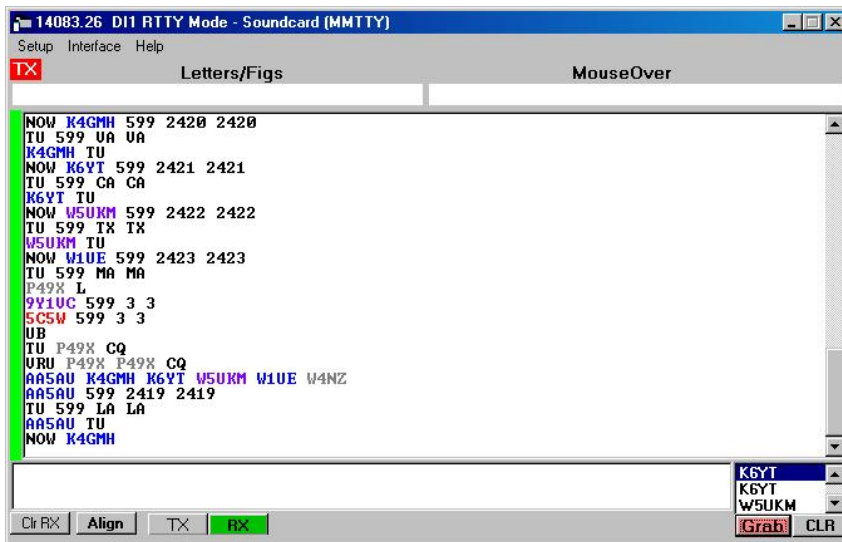 14083.26 DI1 RTTY Mode - Soundcard (MMTTY)
Setup Interface Help
TX
Letters/Figs MouseOver
NOW K4GMH 599 2420 2420
TU 599 VA VA
K4GMH TU
NOW K6YT 599 2421 2421
TU 599 CA CA
K6YT TU
NOW W5UKM 599 2422 2422
TU 599 TX TX
W5UKM TU
NOW W1UE 599 2423 2423
TU 599 MA MA
P49X L
9Y1VC 599 3 3
5C5W 599 3 3
UB
TU P49X CQ
VRU P49X P49X CQ
AA5AU K4GMH K6YT W5UKM W1UE W4NZ
AA5AU 599 2419 2419
TU 599 LA LA
AA5AU TU
NOW K4GMH
K6YT
K6YT
W5UKM
Clr RX Align TX RX Grab CLR